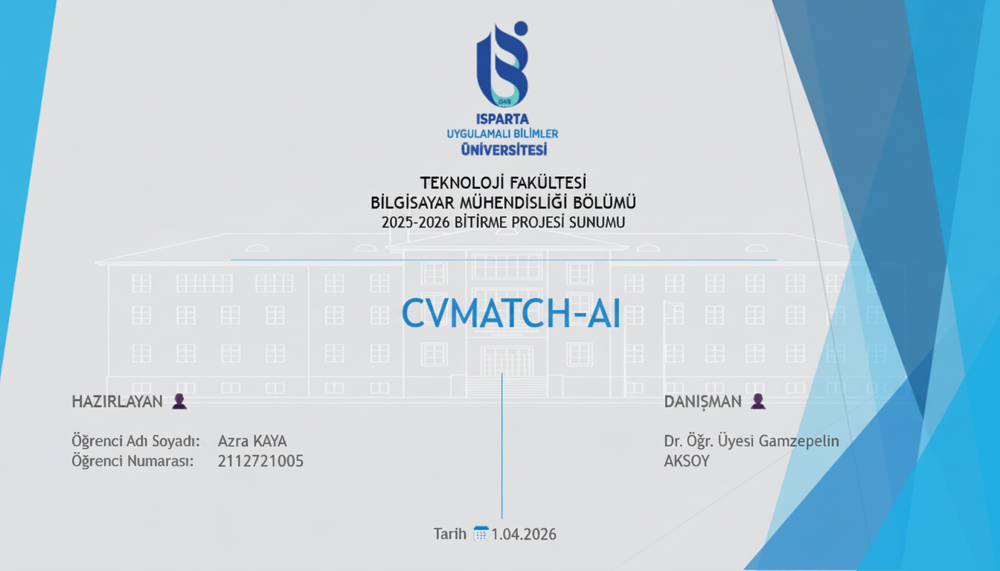 ISPARTA
UYGULAMALI BİLİMLER
ÜNİVERSİTESİ
TEKNOLOJİ FAKÜLTESİ
BİLGİSAYAR MÜHENDİSLİĞİ BÖLÜMÜ
2025-2026 BİTİRME PROJESİ SUNUMU
CVMATCH-AI
HAZIRLAYAN
Öğrenci Adı Soyadı: Azra KAYA
Öğrenci Numarası: 2112721005
DANIŞMAN
Dr. Öğr. Üyesi Gamzepelin
AKSOY
Tarih 1.04.2026